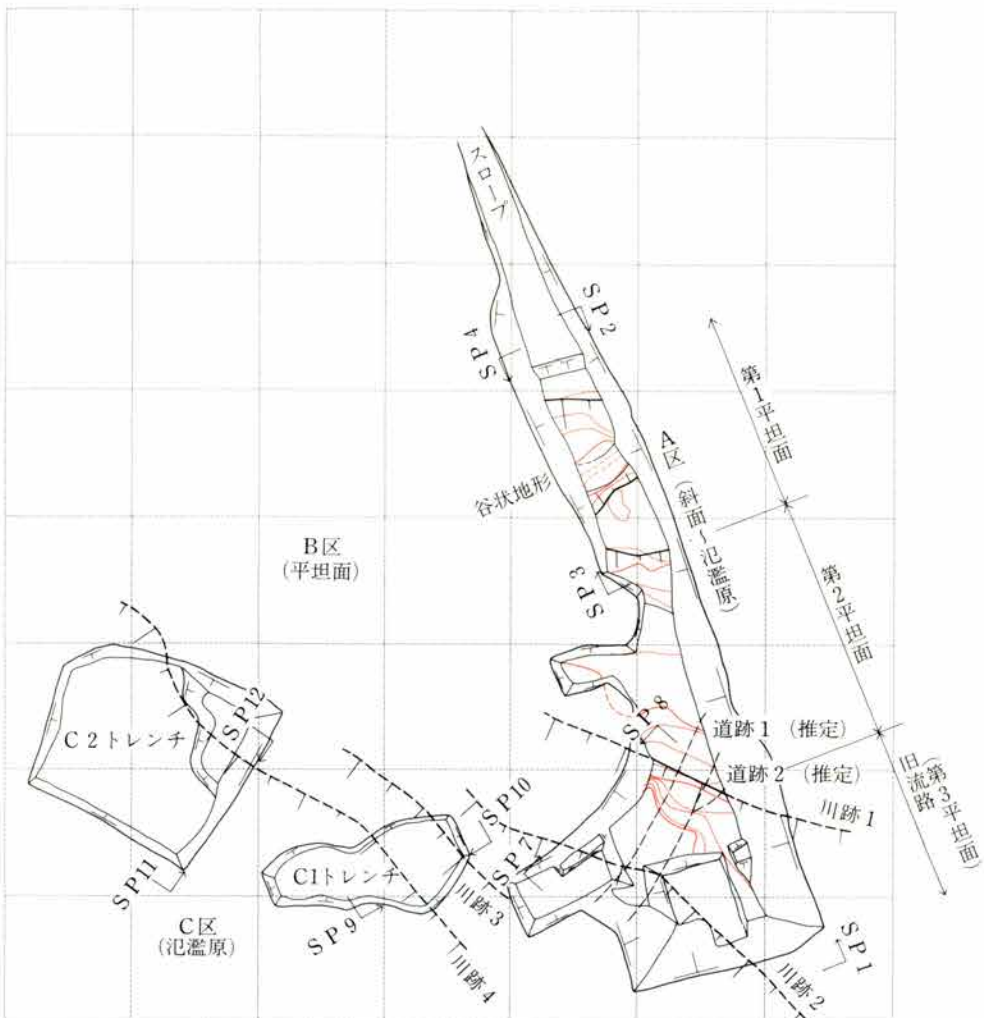 スロープ
SP2
SP4
第1平坦面
A区(斜面～氾濫原)
谷状地形
B区
(平坦面)
SP3
第2平坦面
SP12
SP8
C2トレンチ
道跡1(推定)
道跡2(推定)
旧流路
(第3平坦面)
川跡1
SP10
SP7
C1トレンチ
SP11
川跡3
SP9
C区
(氾濫原)
川跡4
SP1
川跡2